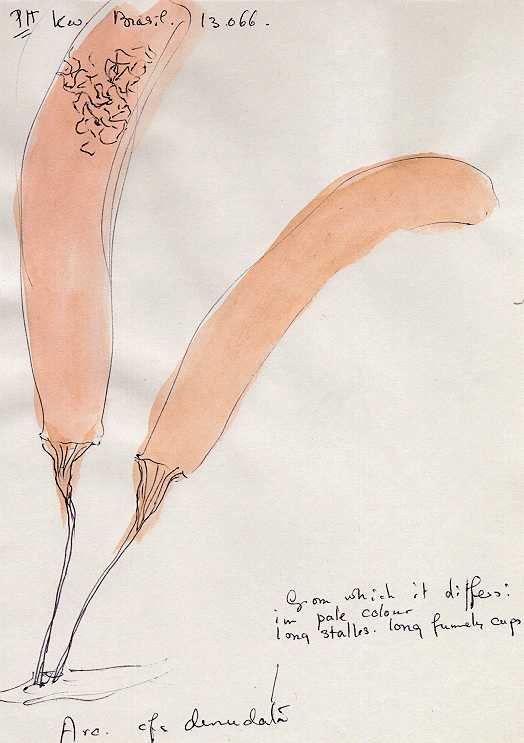 PH Kew. Brasil. 13.066.
from which it differs:
in pale colour
long stalks. long funnely cups
Arc. cfr denudata